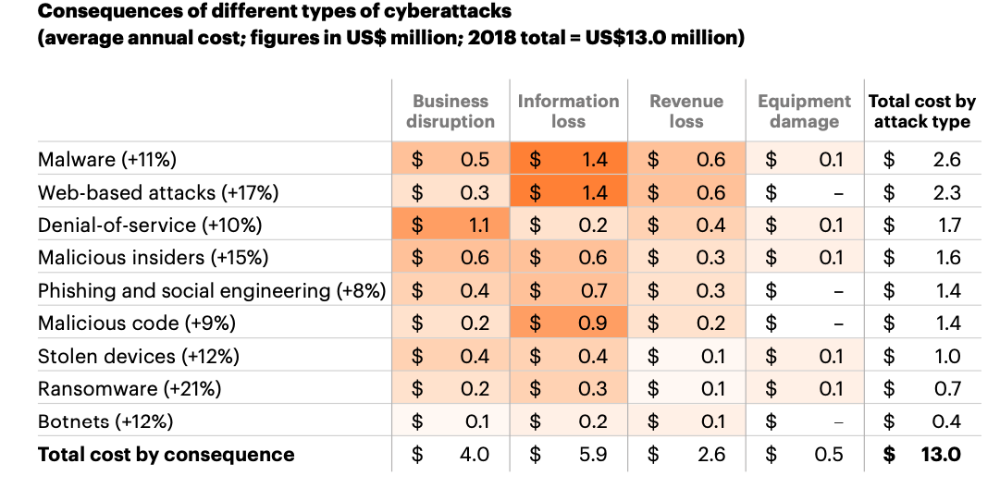 Consequences of different types of cyberattacks
(average annual cost; figures in US$ million; 2018 total = US$13.0 million)
Business disruption Information loss Revenue loss Equipment damage Total cost by attack type
Malware (+11%) $ 0.5 $ 1.4 $ 0.6 $ 0.1 $ 2.6
Web-based attacks (+17%) $ 0.3 $ 1.4 $ 0.6 $ – $ 2.3
Denial-of-service (+10%) $ 1.1 $ 0.2 $ 0.4 $ 0.1 $ 1.7
Malicious insiders (+15%) $ 0.6 $ 0.6 $ 0.3 $ 0.1 $ 1.6
Phishing and social engineering (+8%) $ 0.4 $ 0.7 $ 0.3 $ – $ 1.4
Malicious code (+9%) $ 0.2 $ 0.9 $ 0.2 $ – $ 1.4
Stolen devices (+12%) $ 0.4 $ 0.4 $ 0.1 $ 0.1 $ 1.0
Ransomware (+21%) $ 0.2 $ 0.3 $ 0.1 $ 0.1 $ 0.7
Botnets (+12%) $ 0.1 $ 0.2 $ 0.1 $ – $ 0.4
Total cost by consequence $ 4.0 $ 5.9 $ 2.6 $ 0.5 $ 13.0